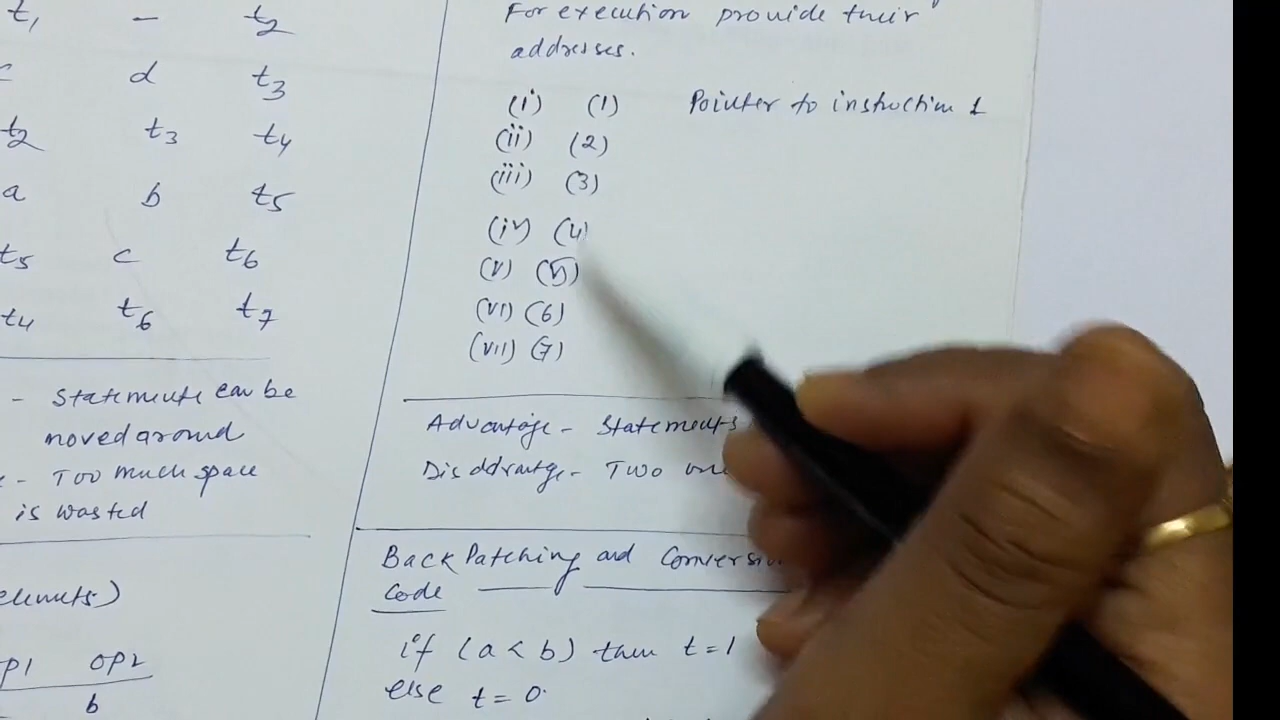 t1 - t2
c d t3
t2 t3 t4
a b t5
t5 c t6
t4 t6 t7
- Statements can be
moved around
- Too much space
is wasted
elements)
OP2
b
For execution provide their
addresses.
(i) (1) Pointer to instruction 1
(ii) (2)
(iii) (3)
(iv) (4)
(v) (5)
(vi) (6)
(vii) (7)
Advantage - Statements
Disadvantge - Two
Back Patching and
Code
if (a < b) then t = 1
else t = 0.